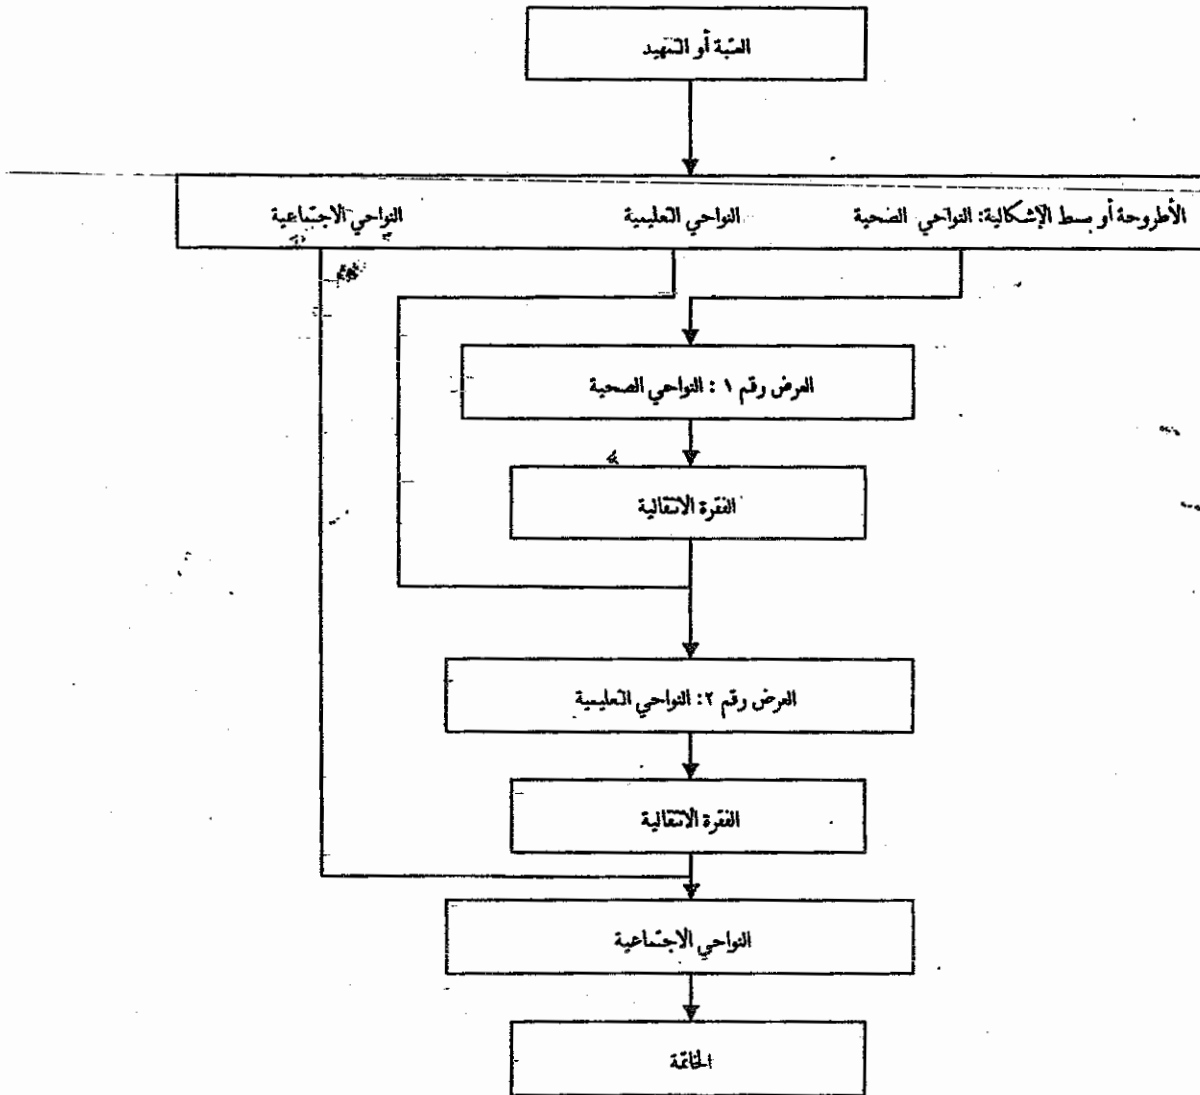 العتبة أو التمهيد
الأطروحة أو بسط الإشكالية: النواحي الصحية النواحي التعليمية النواحي الاجتماعية
العرض رقم ١ : النواحي الصحية
الفقرة الانتقالية
العرض رقم ٢: النواحي التعليمية
الفقرة الانتقالية
النواحي الاجتماعية
الخاتمة